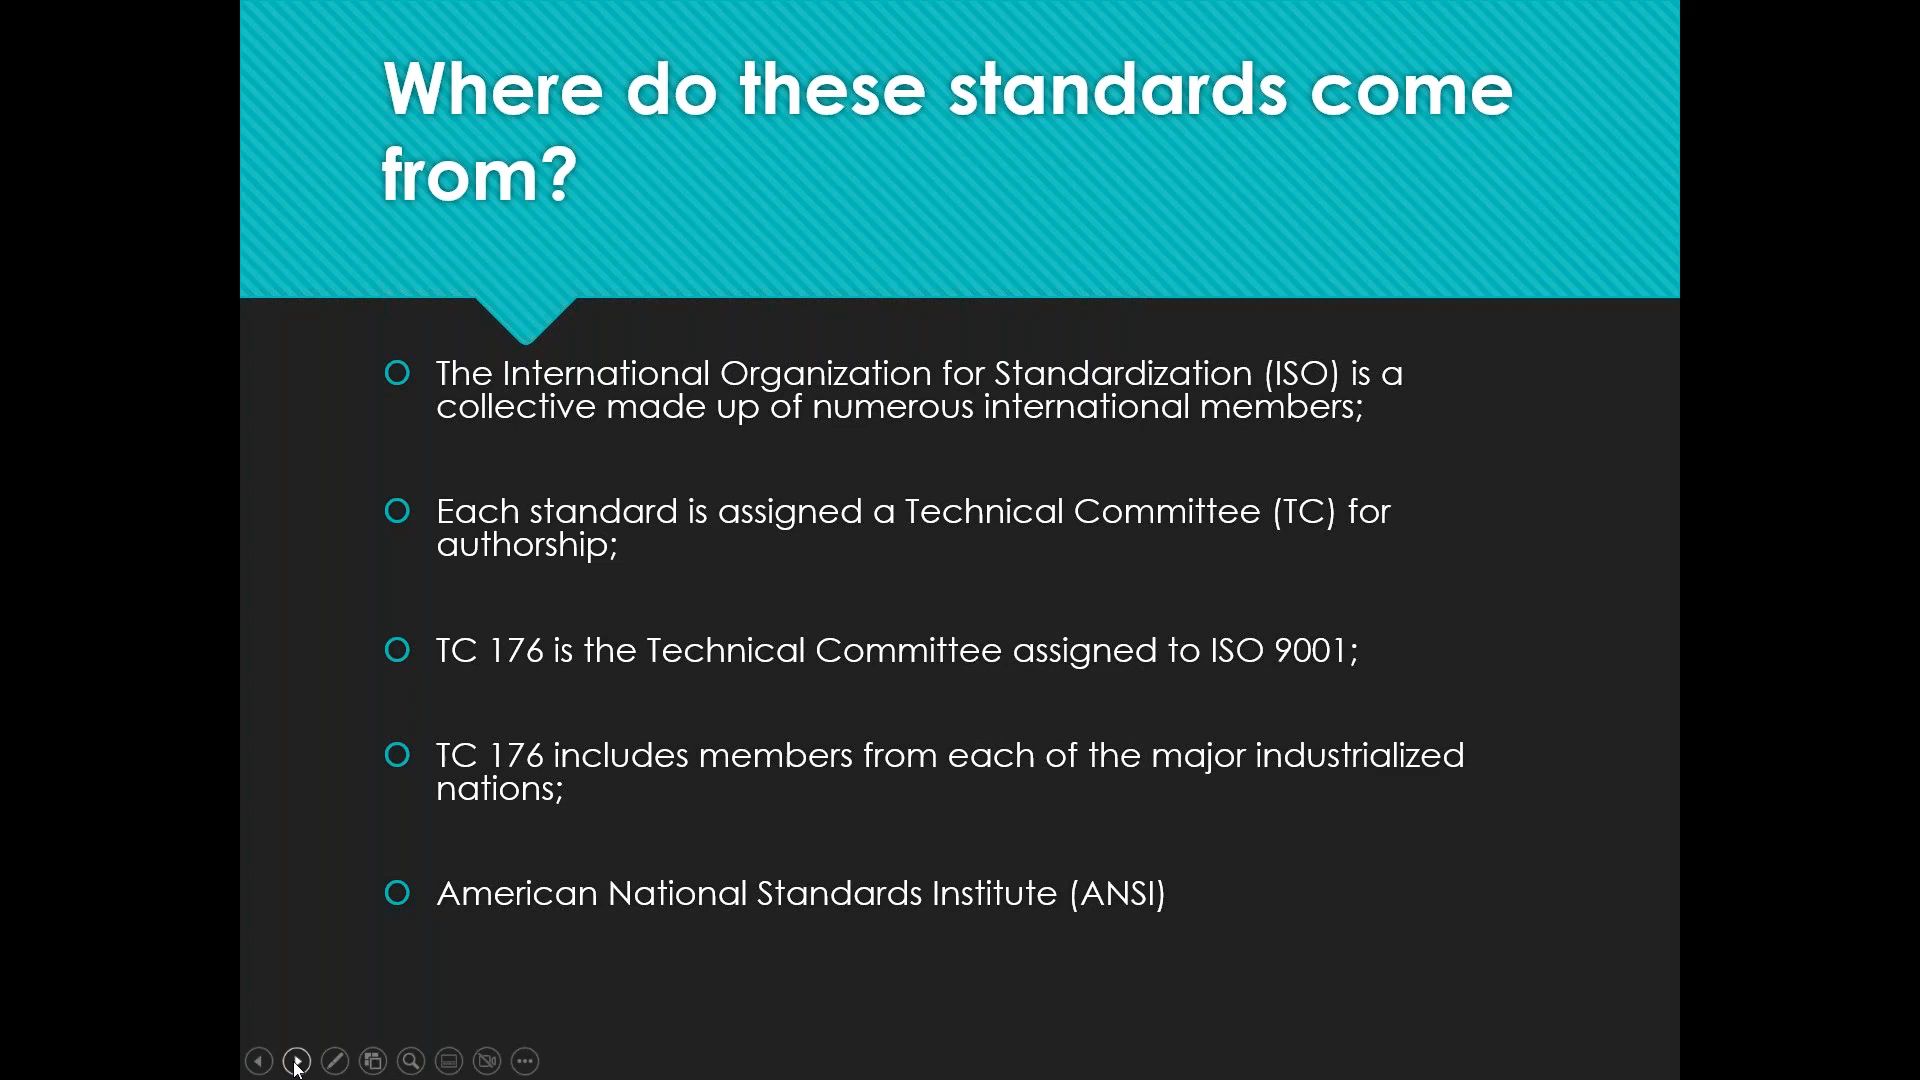 Where do these standards come
from?
The International Organization for Standardization (ISO) is a
collective made up of numerous international members;
Each standard is assigned a Technical Committee (TC) for
authorship;
TC 176 is the Technical Committee assigned to ISO 9001;
TC 176 includes members from each of the major industrialized
nations;
American National Standards Institute (ANSI)